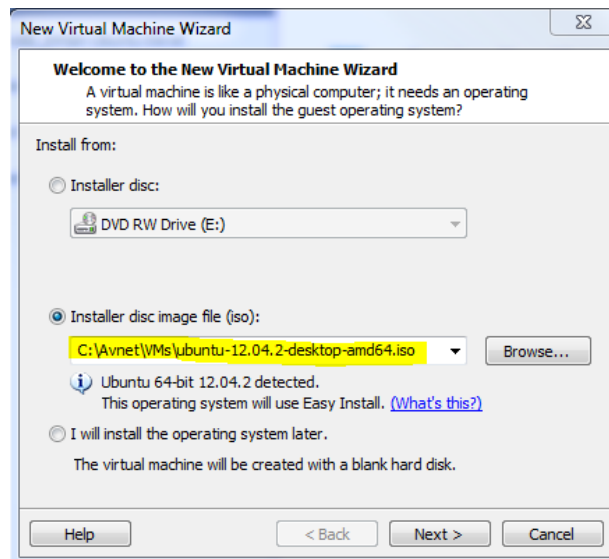 New Virtual Machine Wizard
Welcome to the New Virtual Machine Wizard
A virtual machine is like a physical computer; it needs an operating
system. How will you install the guest operating system?
Install from:
Installer disc:
DVD RW Drive (E:)
Installer disc image file (iso):
C:\Avnet\VMs\ubuntu-12.04.2-desktop-amd64.iso
Browse...
Ubuntu 64-bit 12.04.2 detected.
This operating system will use Easy Install. (What's this?)
I will install the operating system later.
The virtual machine will be created with a blank hard disk.
Help
< Back
Next >
Cancel